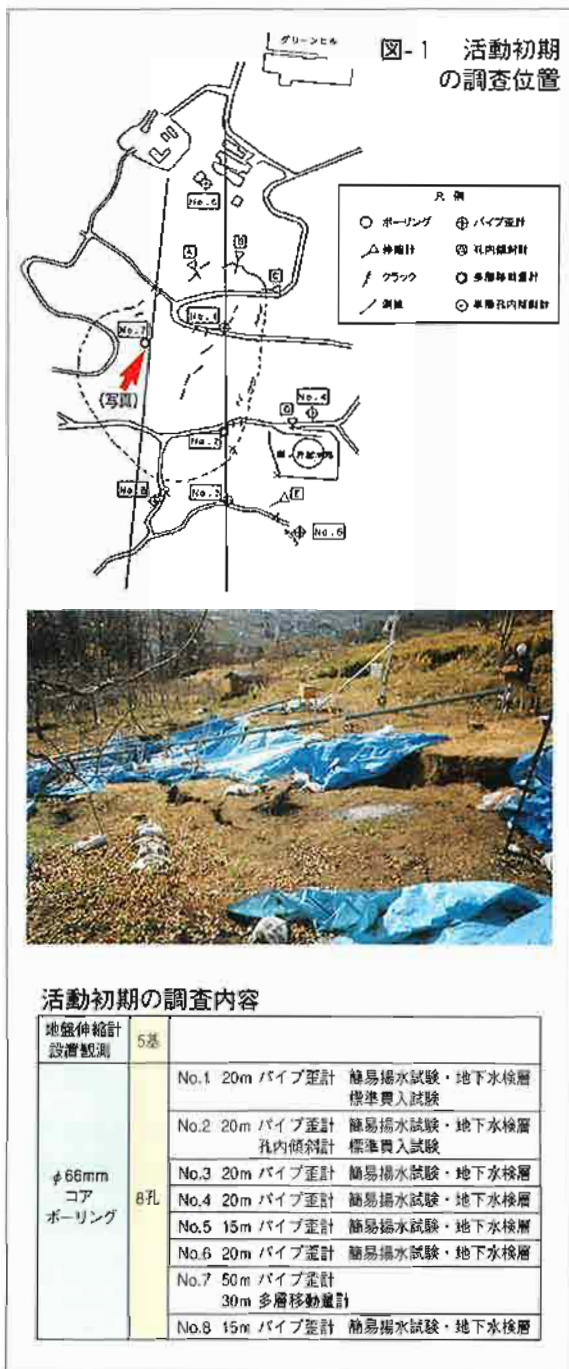 図-1 活動初期
の調査位置
グリーンヒル
凡例
ボーリング
パイプ歪計
伸縮計
孔内傾斜計
クラック
多層移動量計
測線
単層孔内傾斜計
No.6
A
B
C
No.1
No.7
(写真)
No.4
No.2
No.8
No.3
E
No.5
活動初期の調査内容
地盤伸縮計
設置観測
5基
φ66mm
コア
ボーリング
8孔
No.1 20m パイプ歪計 簡易揚水試験・地下水検層
標準貫入試験
No.2 20m パイプ歪計 簡易揚水試験・地下水検層
孔内傾斜計 標準貫入試験
No.3 20m パイプ歪計 簡易揚水試験・地下水検層
No.4 20m パイプ歪計 簡易揚水試験・地下水検層
No.5 15m パイプ歪計 簡易揚水試験・地下水検層
No.6 20m パイプ歪計 簡易揚水試験・地下水検層
No.7 50m パイプ歪計
30m 多層移動量計
No.8 15m パイプ歪計 簡易揚水試験・地下水検層